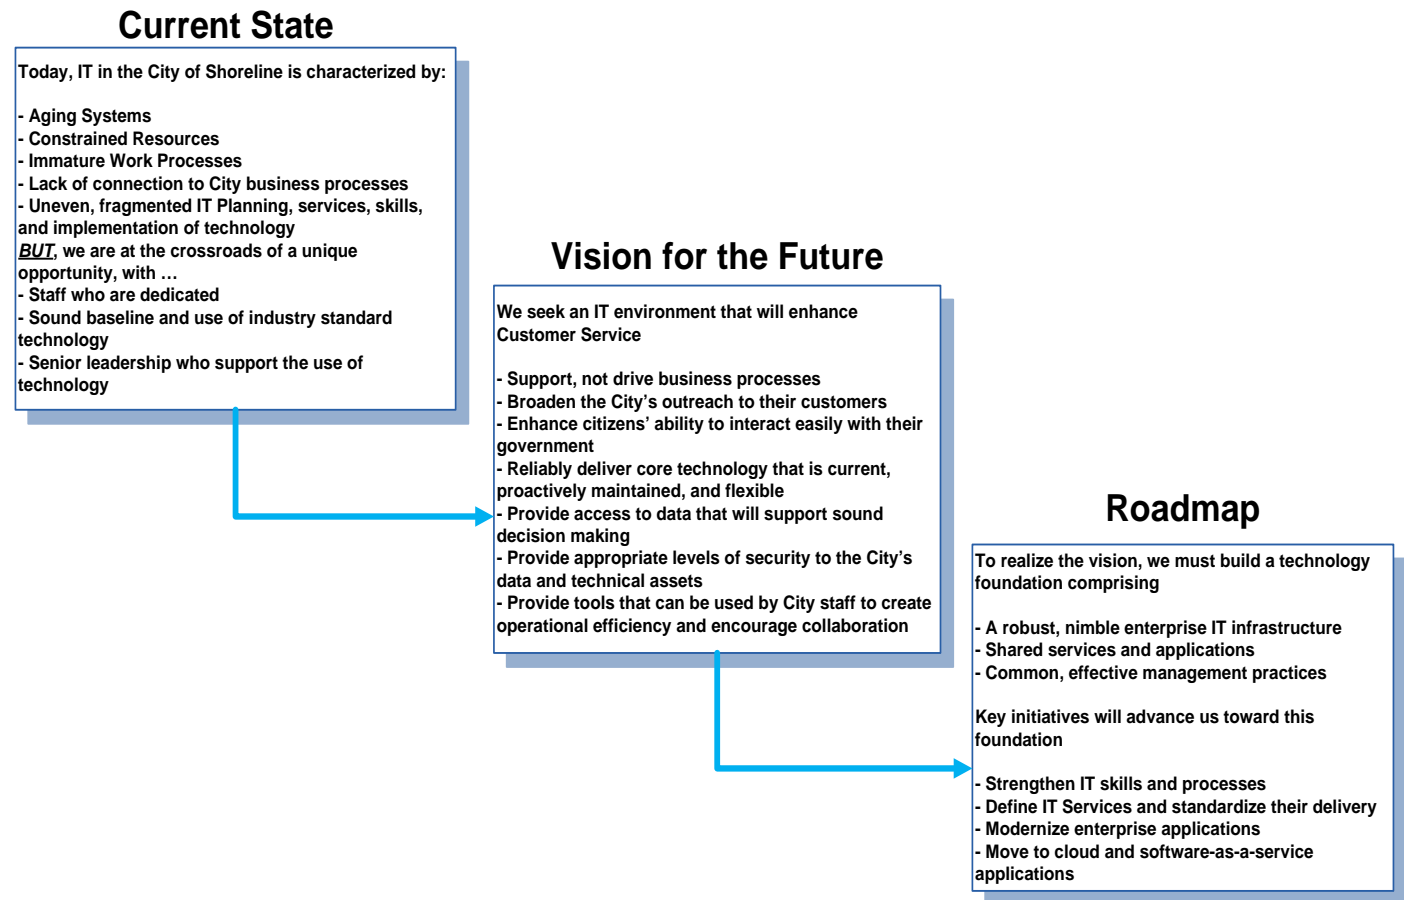 Current State
Today, IT in the City of Shoreline is characterized by:
- Aging Systems
- Constrained Resources
- Immature Work Processes
- Lack of connection to City business processes
- Uneven, fragmented IT Planning, services, skills,
and implementation of technology
BUT, we are at the crossroads of a unique
opportunity, with …
- Staff who are dedicated
- Sound baseline and use of industry standard
technology
- Senior leadership who support the use of
technology
Vision for the Future
We seek an IT environment that will enhance
Customer Service
- Support, not drive business processes
- Broaden the City’s outreach to their customers
- Enhance citizens’ ability to interact easily with their
government
- Reliably deliver core technology that is current,
proactively maintained, and flexible
- Provide access to data that will support sound
decision making
- Provide appropriate levels of security to the City’s
data and technical assets
- Provide tools that can be used by City staff to create
operational efficiency and encourage collaboration
Roadmap
To realize the vision, we must build a technology
foundation comprising
- A robust, nimble enterprise IT infrastructure
- Shared services and applications
- Common, effective management practices
Key initiatives will advance us toward this
foundation
- Strengthen IT skills and processes
- Define IT Services and standardize their delivery
- Modernize enterprise applications
- Move to cloud and software-as-a-service
applications